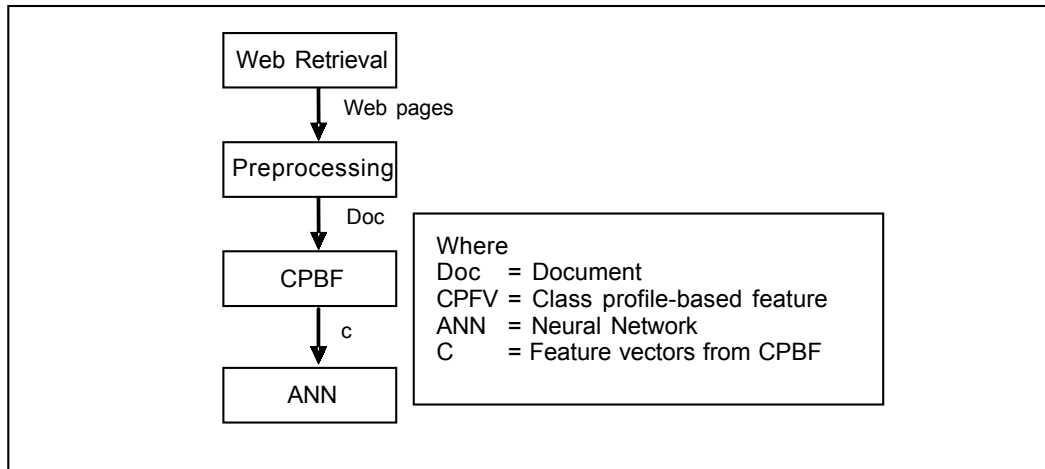 Web Retrieval
Web pages
Preprocessing
Doc
CPBF
c
ANN
Where
Doc = Document
CPFV = Class profile-based feature
ANN = Neural Network
C = Feature vectors from CPBF